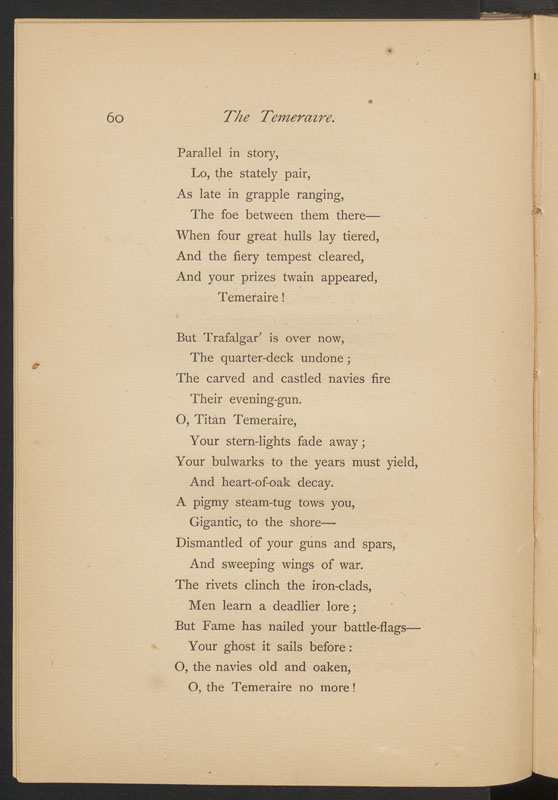 60 The Temeraire.
Parallel in story,
Lo, the stately pair,
As late in grapple ranging,
The foe between them there—
When four great hulls lay tiered,
And the fiery tempest cleared,
And your prizes twain appeared,
Temeraire!
But Trafalgar' is over now,
The quarter-deck undone;
The carved and castled navies fire
Their evening-gun.
O, Titan Temeraire,
Your stern-lights fade away;
Your bulwarks to the years must yield,
And heart-of-oak decay.
A pigmy steam-tug tows you,
Gigantic, to the shore—
Dismantled of your guns and spars,
And sweeping wings of war.
The rivets clinch the iron-clads,
Men learn a deadlier lore;
But Fame has nailed your battle-flags—
Your ghost it sails before:
O, the navies old and oaken,
O, the Temeraire no more!